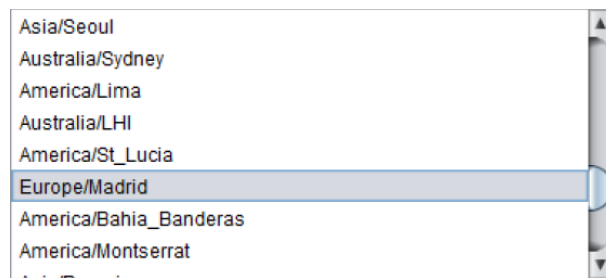 Asia/Seoul
Australia/Sydney
America/Lima
Australia/LHI
America/St_Lucia
Europe/Madrid
America/Bahia_Banderas
America/Montserrat